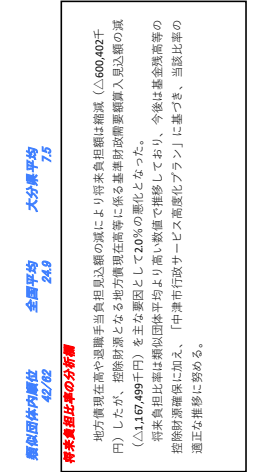 類似団体内順位 全国平均 大分県平均
42/62 24.9 7.5
将来負担比率の分析欄
地方債現在高や退職手当負担見込額の減により将来負担額は縮減（△600,402千
円）したが、控除財源となる地方債現在高等に係る基準財政需要額算入見込額の減
（△1,167,499千円）を主な要因として2.0％の悪化となった。
将来負担比率は類似団体平均より高い数値で推移しており、今後は基金残高等の
控除財源確保に加え、「中津市行政サービス高度化プラン」に基づき、当該比率の
適正な推移に努める。